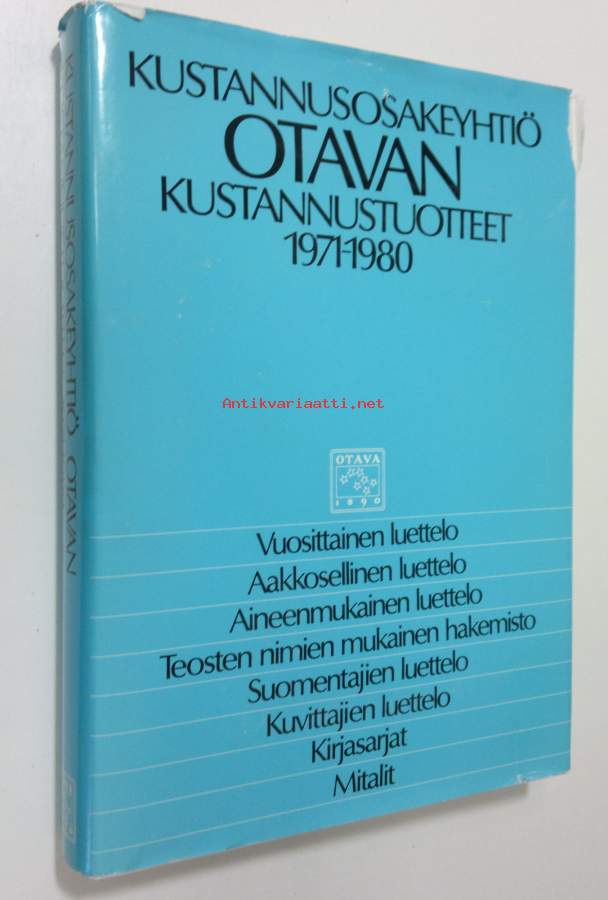 KUSTANNUSOSAKEYHTIÖ
OTAVAN
KUSTANNUSTUOTTEET
1971-1980
Antikvariaatti.net
OTAVA
1890
Vuosittainen luettelo
Aakkosellinen luettelo
Aineenmukainen luettelo
Teosten nimien mukainen hakemisto
Suomentajien luettelo
Kuvittajien luettelo
Kirjasarjat
Mitalit
KUSTANNUSOSAKEYHTIÖ OTAVAN